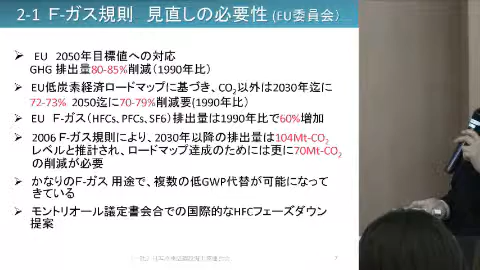 2-1 F-ガス規則 見直しの必要性 (EU委員会)
➢ EU 2050年目標値への対応
GHG 排出量80-85%削減(1990年比)
➢ EU低炭素経済ロードマップに基づき、CO₂以外は2030年迄に
72-73% 2050迄に70-79%削減要(1990年比)
➢ EU F-ガス(HFCs、PFCs、SF6)排出量は1990年比で60%増加
➢ 2006 F-ガス規則により、2030年以降の排出量は104Mt-CO₂
レベルと推計され、ロードマップ達成のためには更に70Mt-CO₂
の削減が必要
➢ かなりのF-ガス 用途で、複数の低GWP代替が可能になって
きている
➢ モントリオール議定書会合での国際的なHFCフェーズダウン
提案